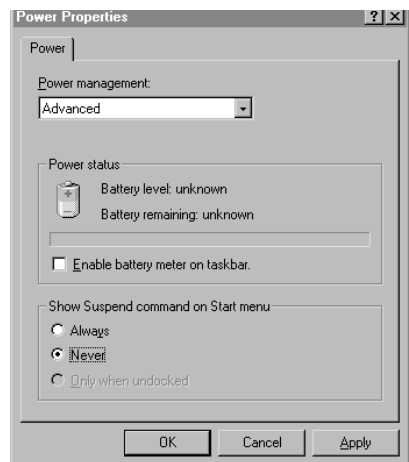 Power Properties
Power
Power management:
Advanced
Power status
Battery level: unknown
Battery remaining: unknown
Enable battery meter on taskbar.
Show Suspend command on Start menu
Always
Never
Only when undocked
OK Cancel Apply